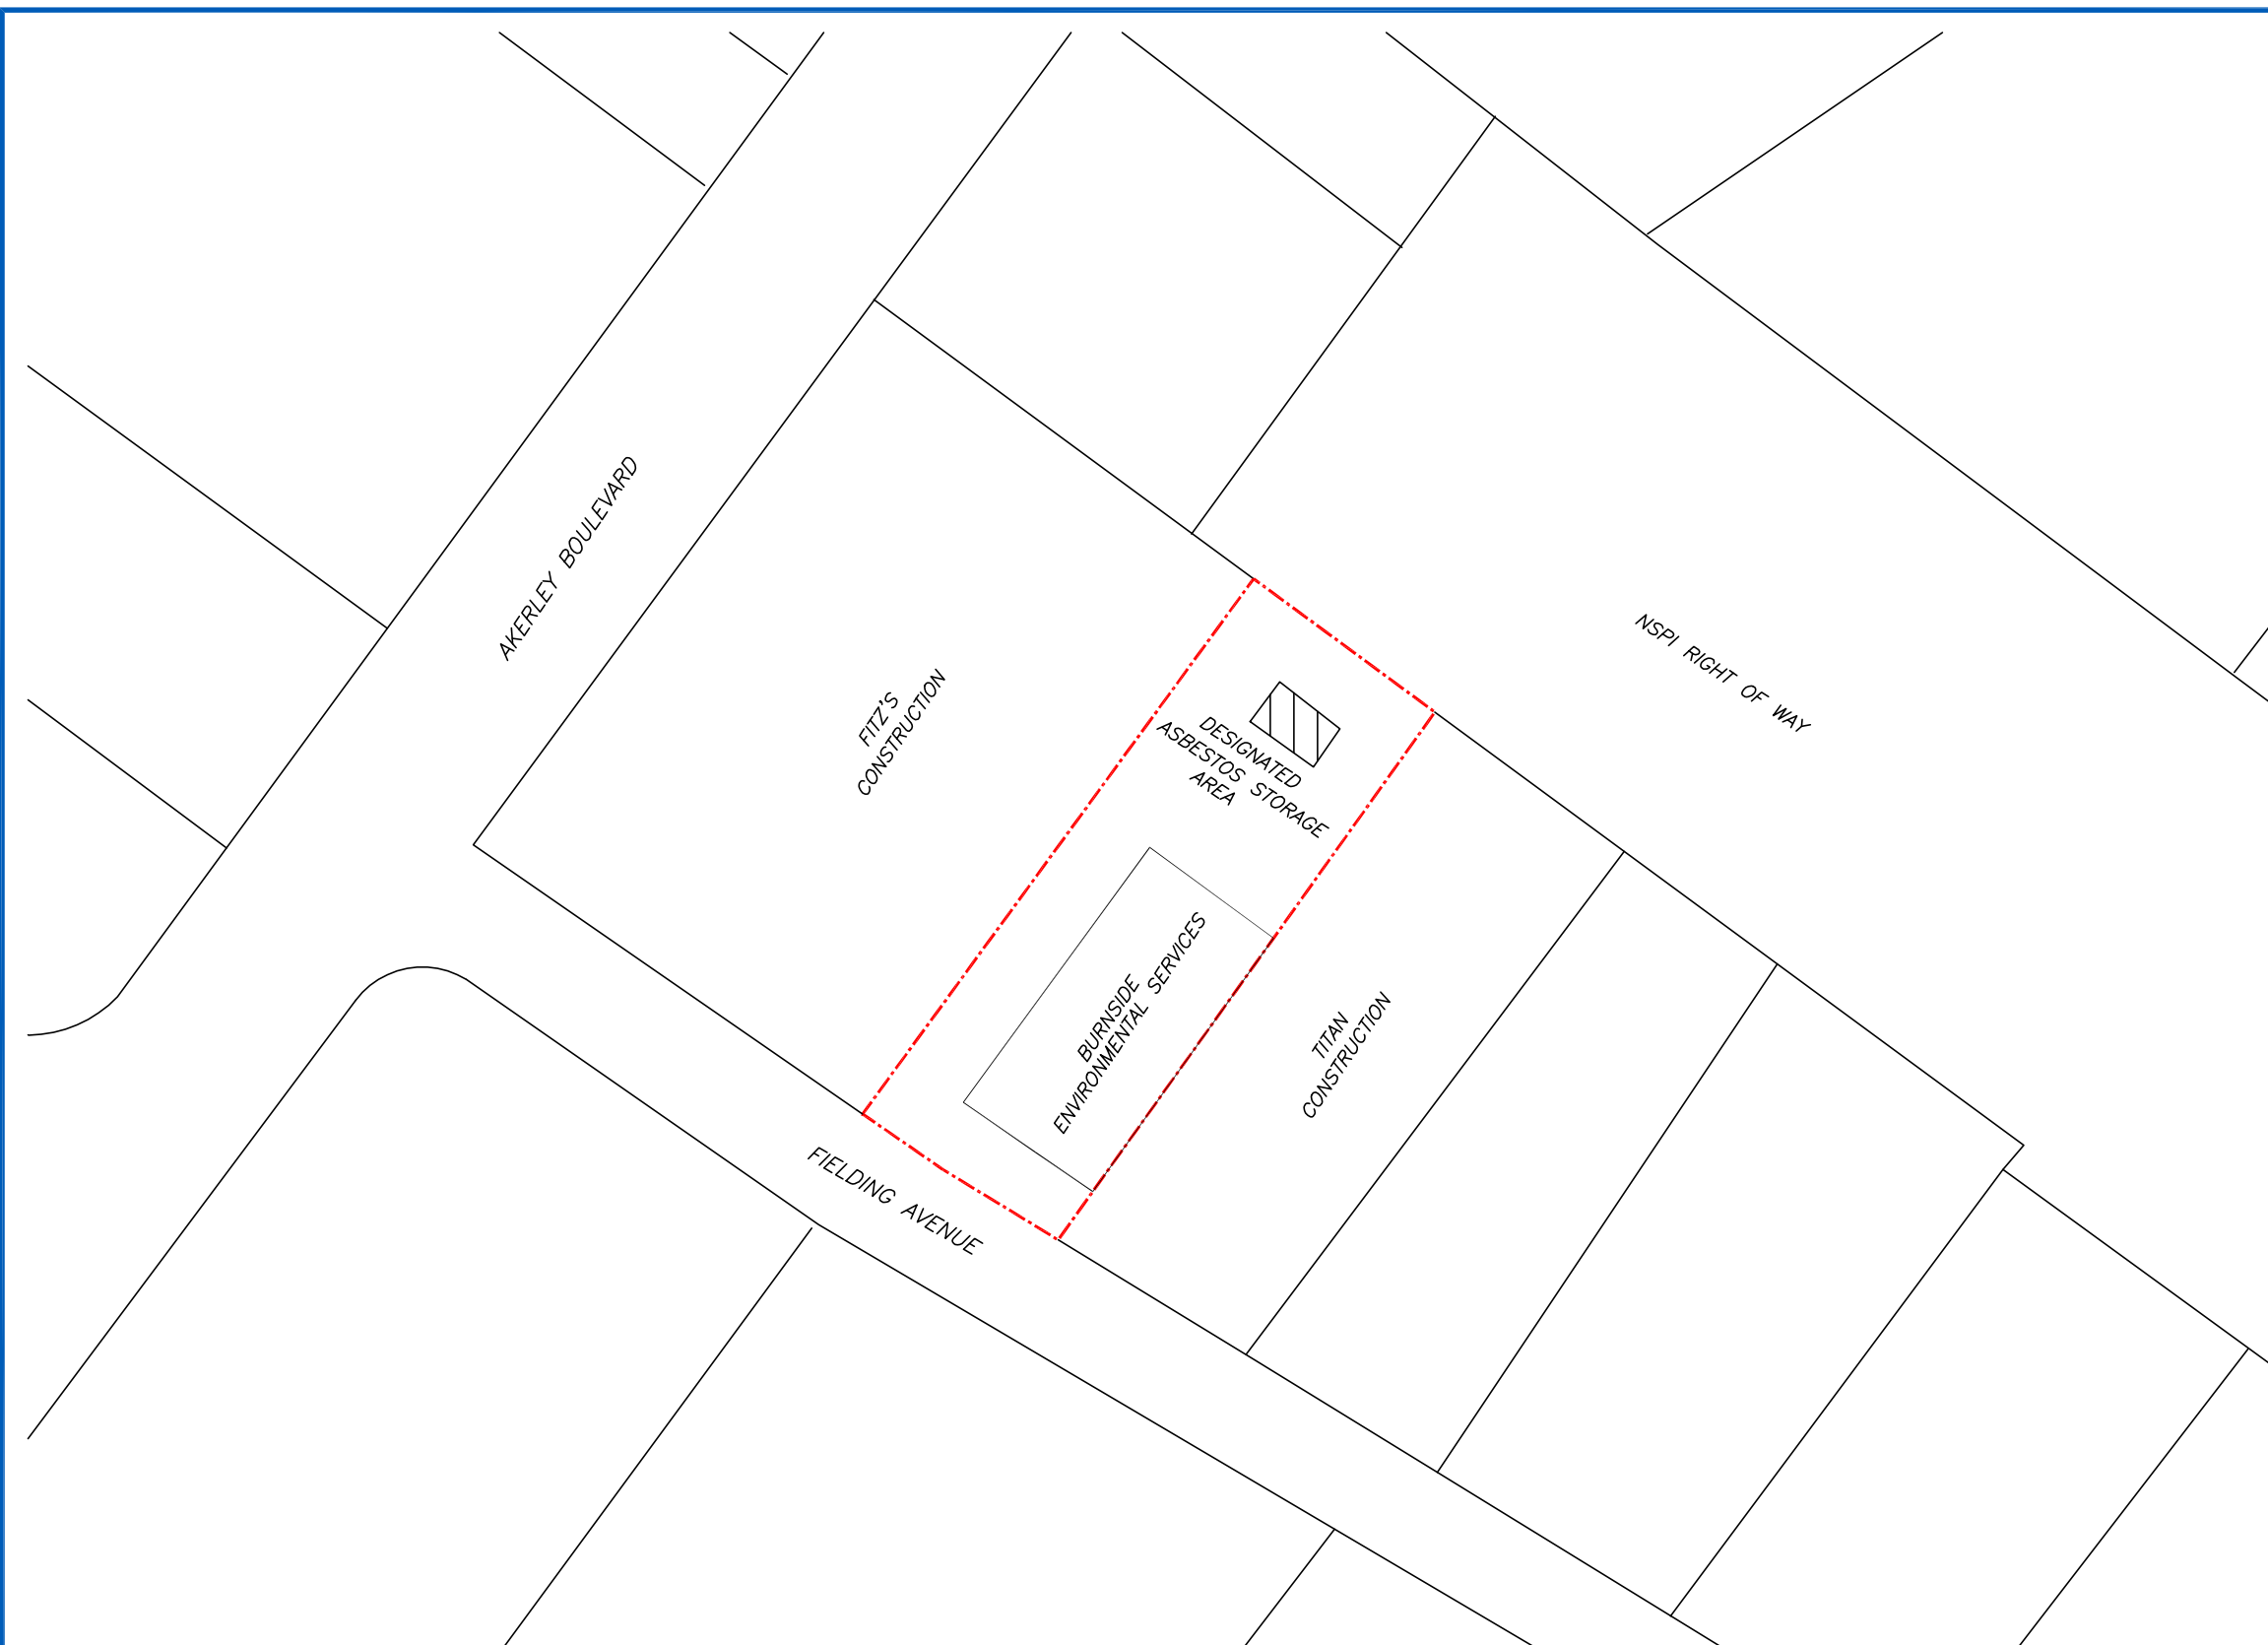 AKERLEY BOULEVARD
FITZ'S
CONSTRUCTION
NSPI RIGHT OF WAY
DESIGNATED
ASBESTOS STORAGE
AREA
BURNSIDE
ENVIRONMENTAL SERVICES
TITAN
CONSTRUCTION
FIELDING AVENUE